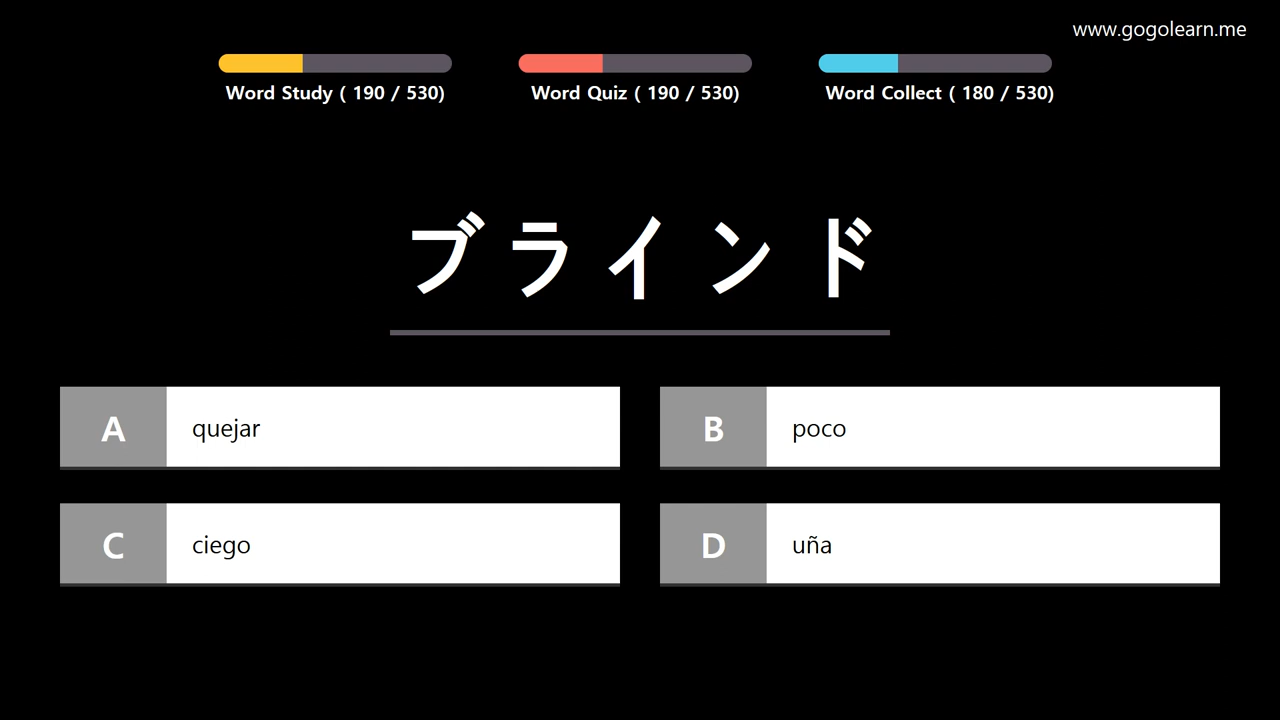 www.gogolearn.me
Word Study ( 190 / 530)
Word Quiz ( 190 / 530)
Word Collect ( 180 / 530)
ブラインド
A quejar
B poco
C ciego
D uña